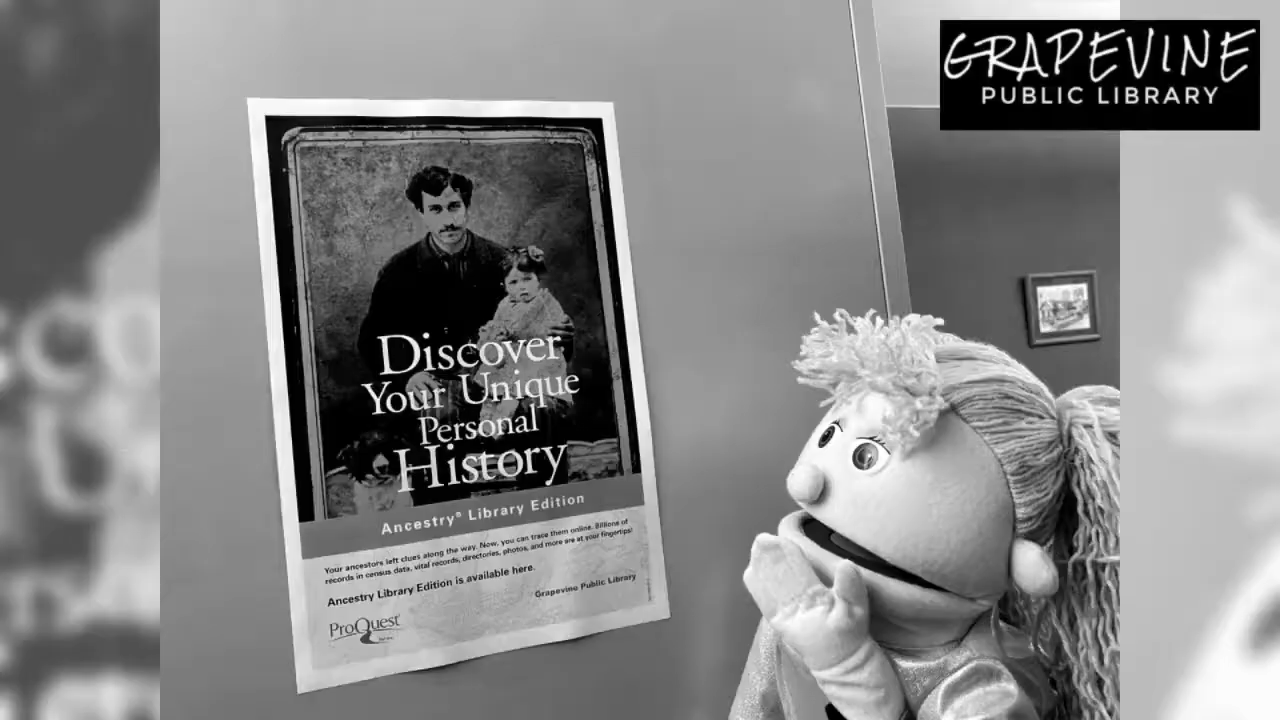 GRAPEVINE
PUBLIC LIBRARY
Discover
Your Unique
Personal
History
Ancestry® Library Edition
Your ancestors left clues along the way. Now, you can trace them online. Billions of
records in census data, vital records, directories, photos, and more are at your fingertips!
Ancestry Library Edition is available here.
Grapevine Public Library
ProQuest